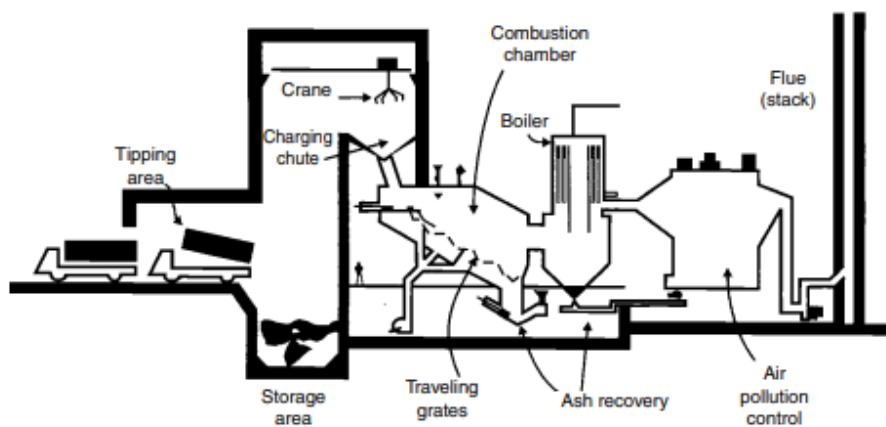 Combustion
chamber
Flue
(stack)
Crane
Boiler
Charging
chute
Tipping
area
Storage
area
Traveling
grates
Ash recovery
Air
pollution
control